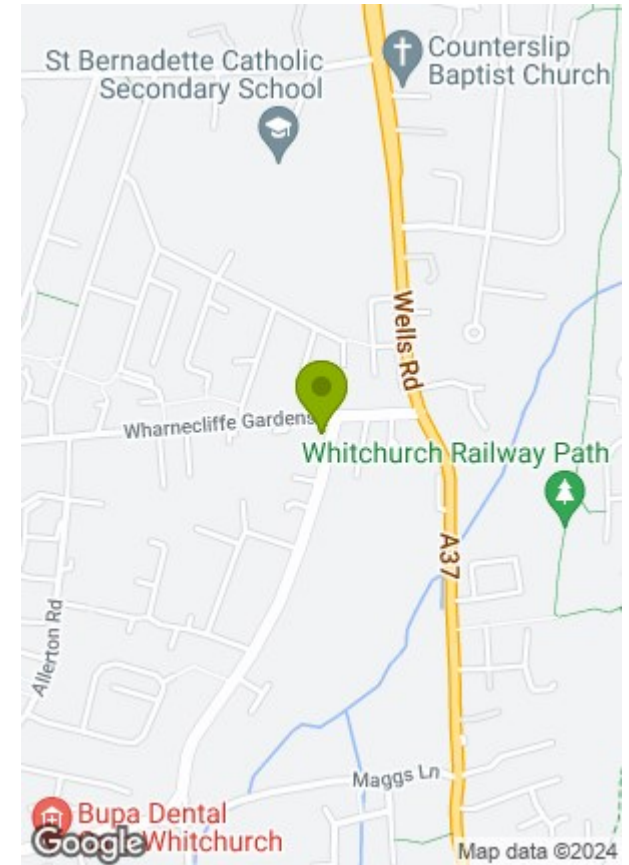 St Bernadette Catholic
Secondary School
Counterslip
Baptist Church
Wells Rd
Wharnecliffe Gardens
Whitchurch Railway Path
A37
Allerton Rd
Maggs Ln
Bupa Dental
Whitchurch
Google
Map data ©2024